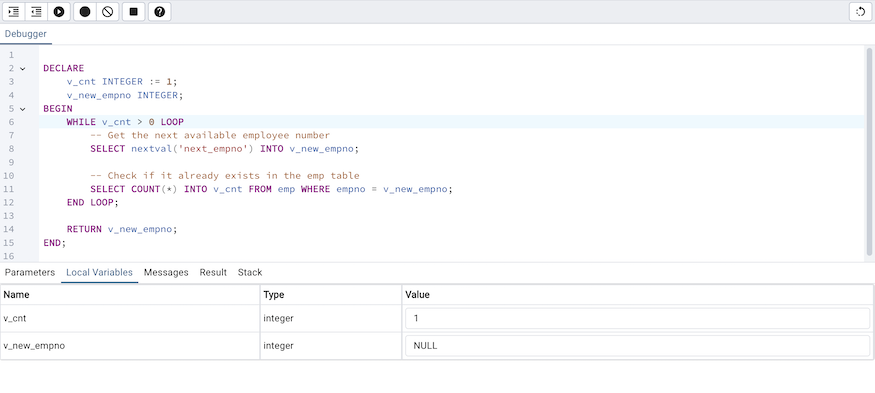 Debugger
1
2 DECLARE
3 v_cnt INTEGER := 1;
4 v_new_empno INTEGER;
5 BEGIN
6 WHILE v_cnt > 0 LOOP
7 -- Get the next available employee number
8 SELECT nextval('next_empno') INTO v_new_empno;
9
10 -- Check if it already exists in the emp table
11 SELECT COUNT(*) INTO v_cnt FROM emp WHERE empno = v_new_empno;
12 END LOOP;
13
14 RETURN v_new_empno;
15 END;
16
Parameters Local Variables Messages Result Stack
Name Type Value
v_cnt integer 1
v_new_empno integer NULL